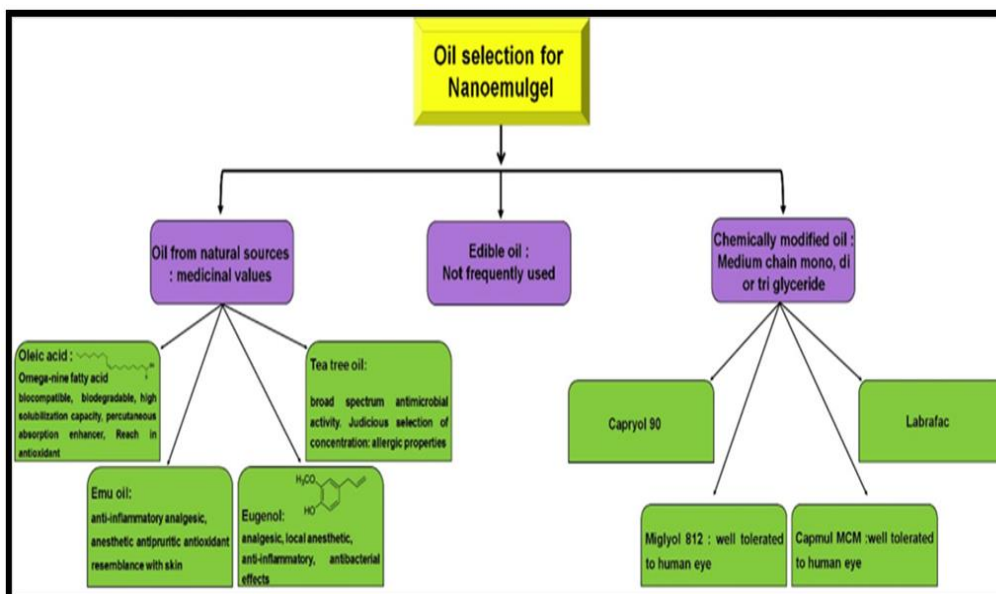 Oil selection for
Nanoemulgel
Oil from natural sources
: medicinal values
Edible oil :
Not frequently used
Chemically modified oil :
Medium chain mono, di
or tri glyceride
Oleic acid :
Omega-nine fatty acid
biocompatible, biodegradable, high
solubilization capacity, percutaneous
absorption enhancer, Reach in
antioxidant
Tea tree oil:
broad spectrum antimicrobial
activity. Judicious selection of
concentration: allergic properties
Emu oil:
anti-inflammatory analgesic,
anesthetic antipruritic antioxidant
resemblance with skin
H₃CO
HO
Eugenol:
analgesic, local anesthetic,
anti-inflammatory, antibacterial
effects
Capryol 90
Labrafac
Miglyol 812 : well tolerated
to human eye
Capmul MCM :well tolerated
to human eye